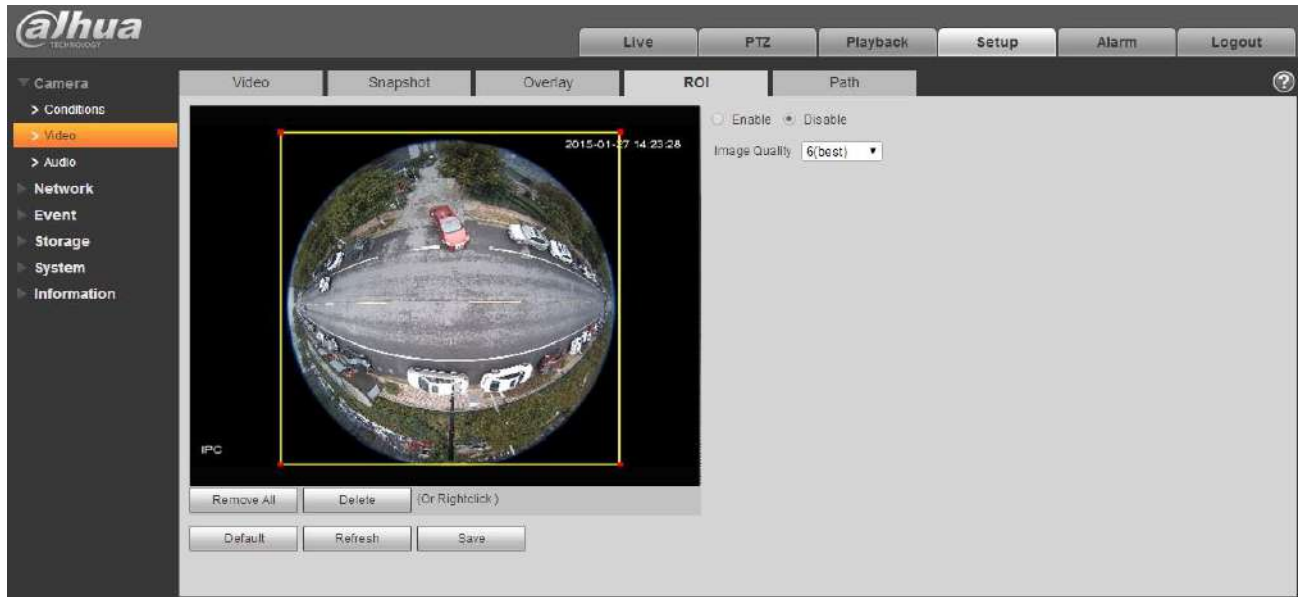 alhua
TECHNOLOGY
Live PTZ Playback Setup Alarm Logout
Camera
> Conditions
> Video
> Audio
Network
Event
Storage
System
Information
Video Snapshot Overlay ROI Path
?
2015-01-27 14:23:28
IPC
Enable Disable
Image Quality 6(best)
Remove All Delete (Or Rightclick )
Default Refresh Save